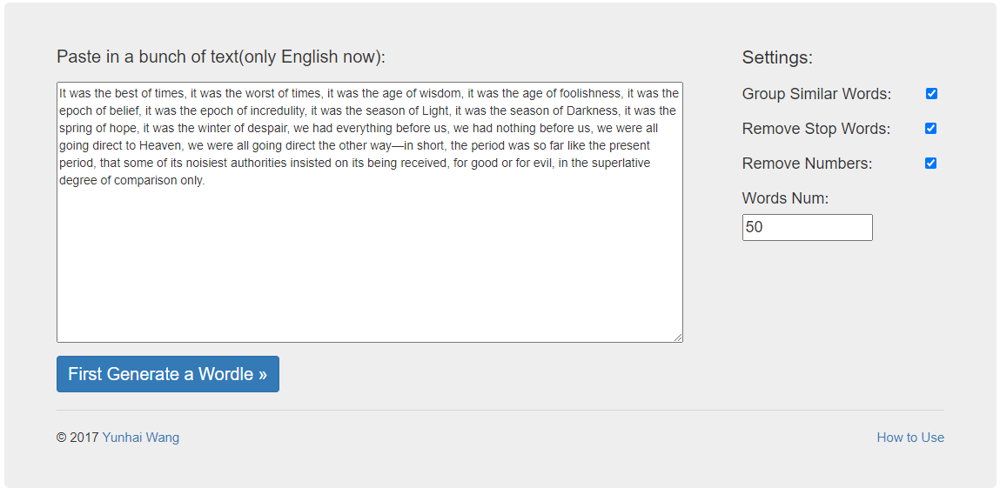 Paste in a bunch of text(only English now):
It was the best of times, it was the worst of times, it was the age of wisdom, it was the age of foolishness, it was the
epoch of belief, it was the epoch of incredulity, it was the season of Light, it was the season of Darkness, it was the
spring of hope, it was the winter of despair, we had everything before us, we had nothing before us, we were all
going direct to Heaven, we were all going direct the other way—in short, the period was so far like the present
period, that some of its noisiest authorities insisted on its being received, for good or for evil, in the superlative
degree of comparison only.
First Generate a Wordle »
Settings:
Group Similar Words:
Remove Stop Words:
Remove Numbers:
Words Num:
50
© 2017 Yunhai Wang
How to Use